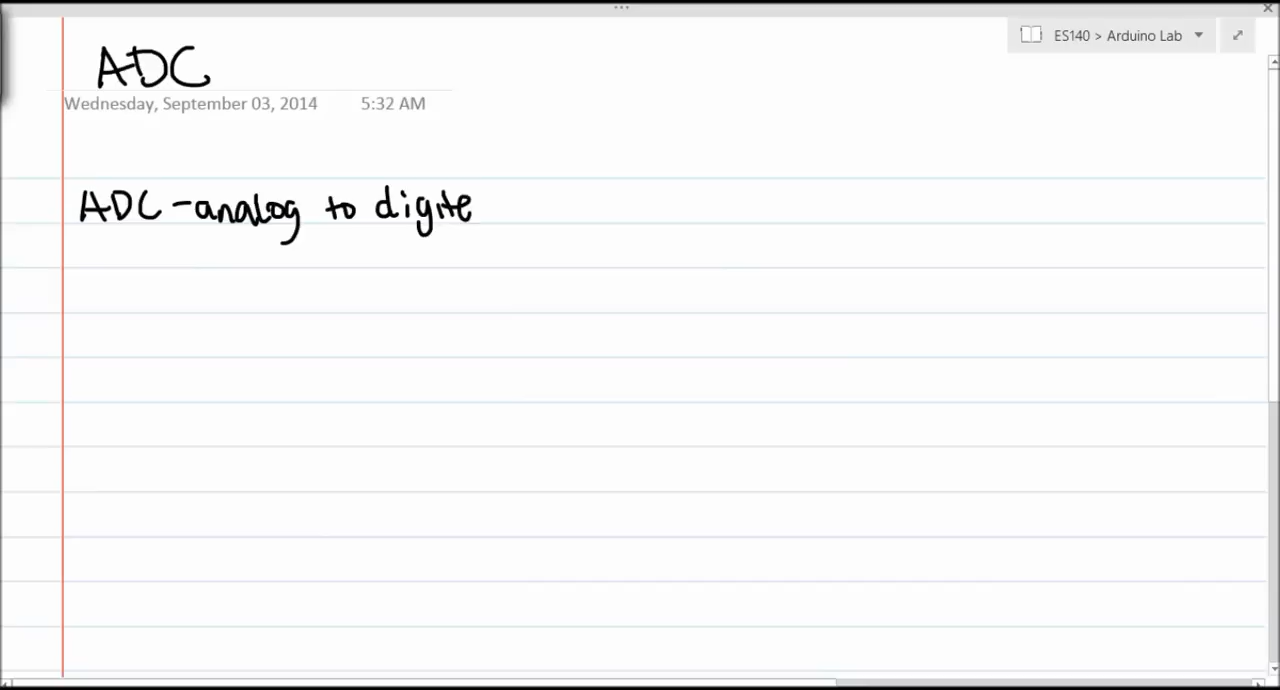 ES140 > Arduino Lab
ADC
Wednesday, September 03, 2014 5:32 AM
ADC - analog to digite